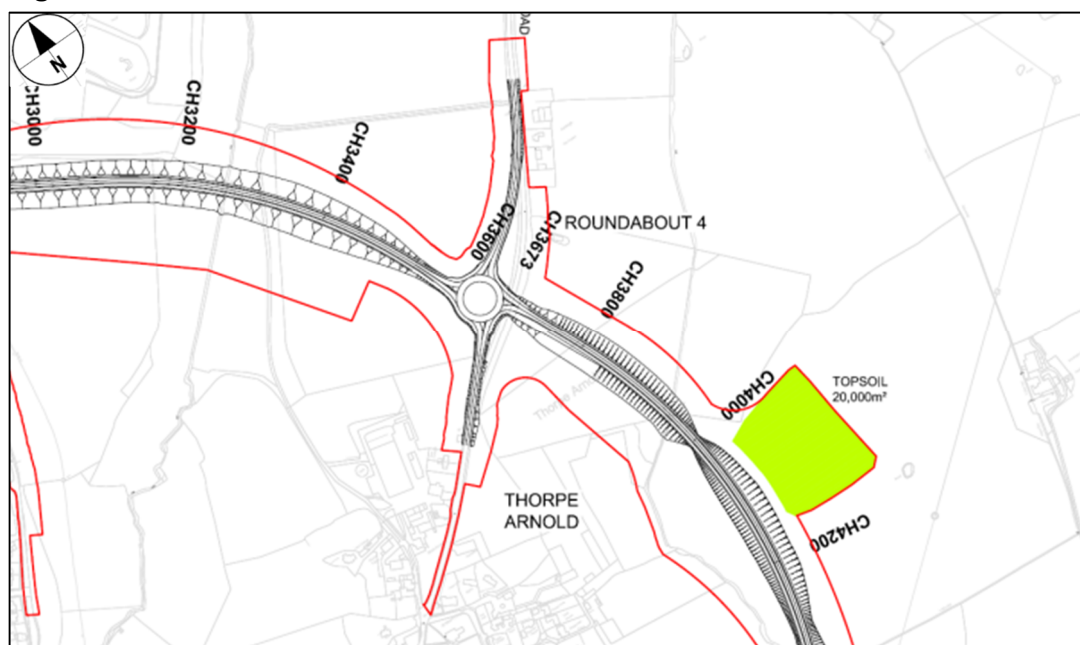 N
CH3000
CH3200
CH3400
CH3600
CH3673
ROUNDABOUT 4
CH3800
CH4000
TOPSOIL
20,000m²
CH4200
THORPE
ARNOLD